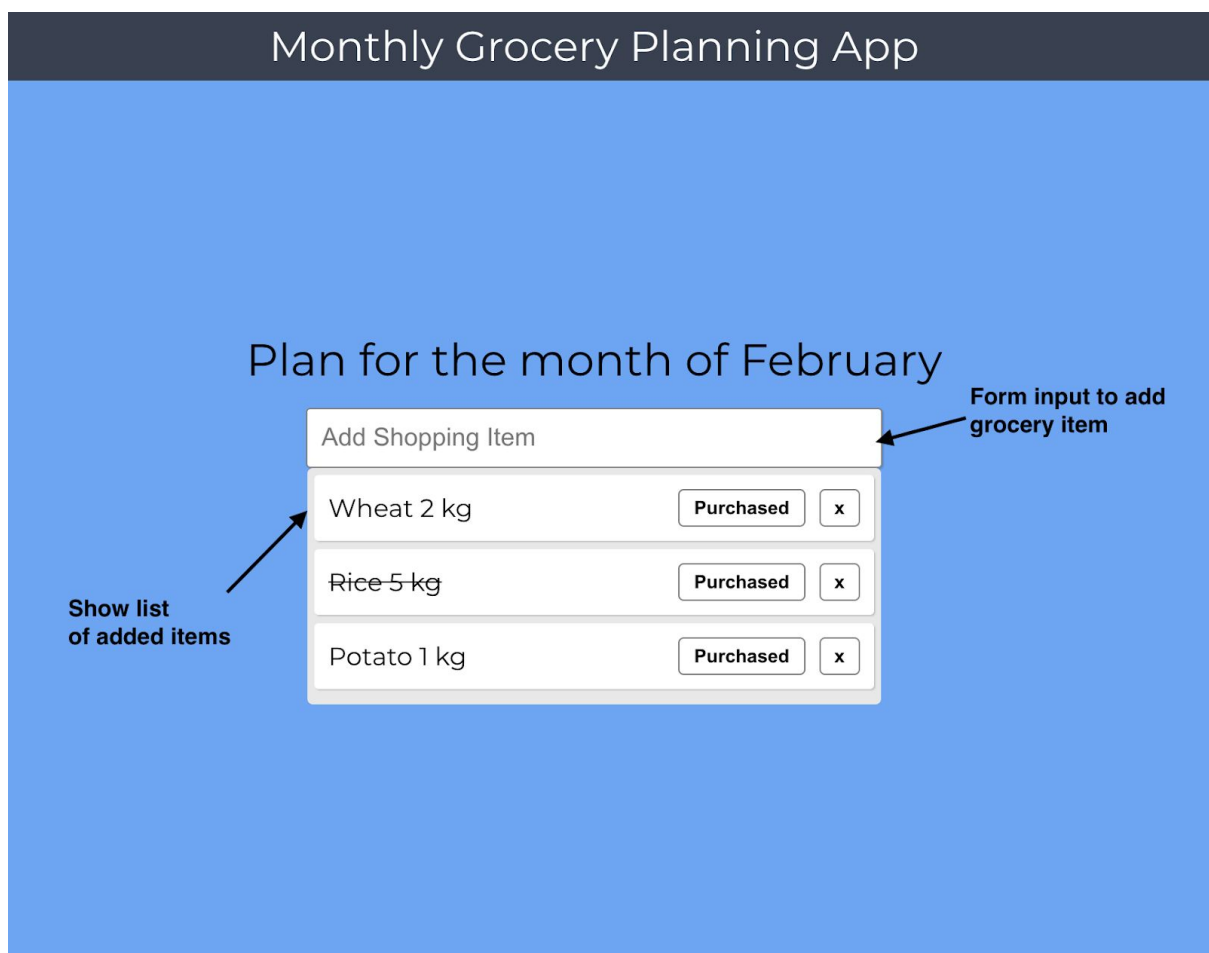 Monthly Grocery Planning App
Plan for the month of February
Form input to add
grocery item
Add Shopping Item
Wheat 2 kg Purchased x
Rice 5 kg Purchased x
Show list
of added items
Potato 1 kg Purchased x